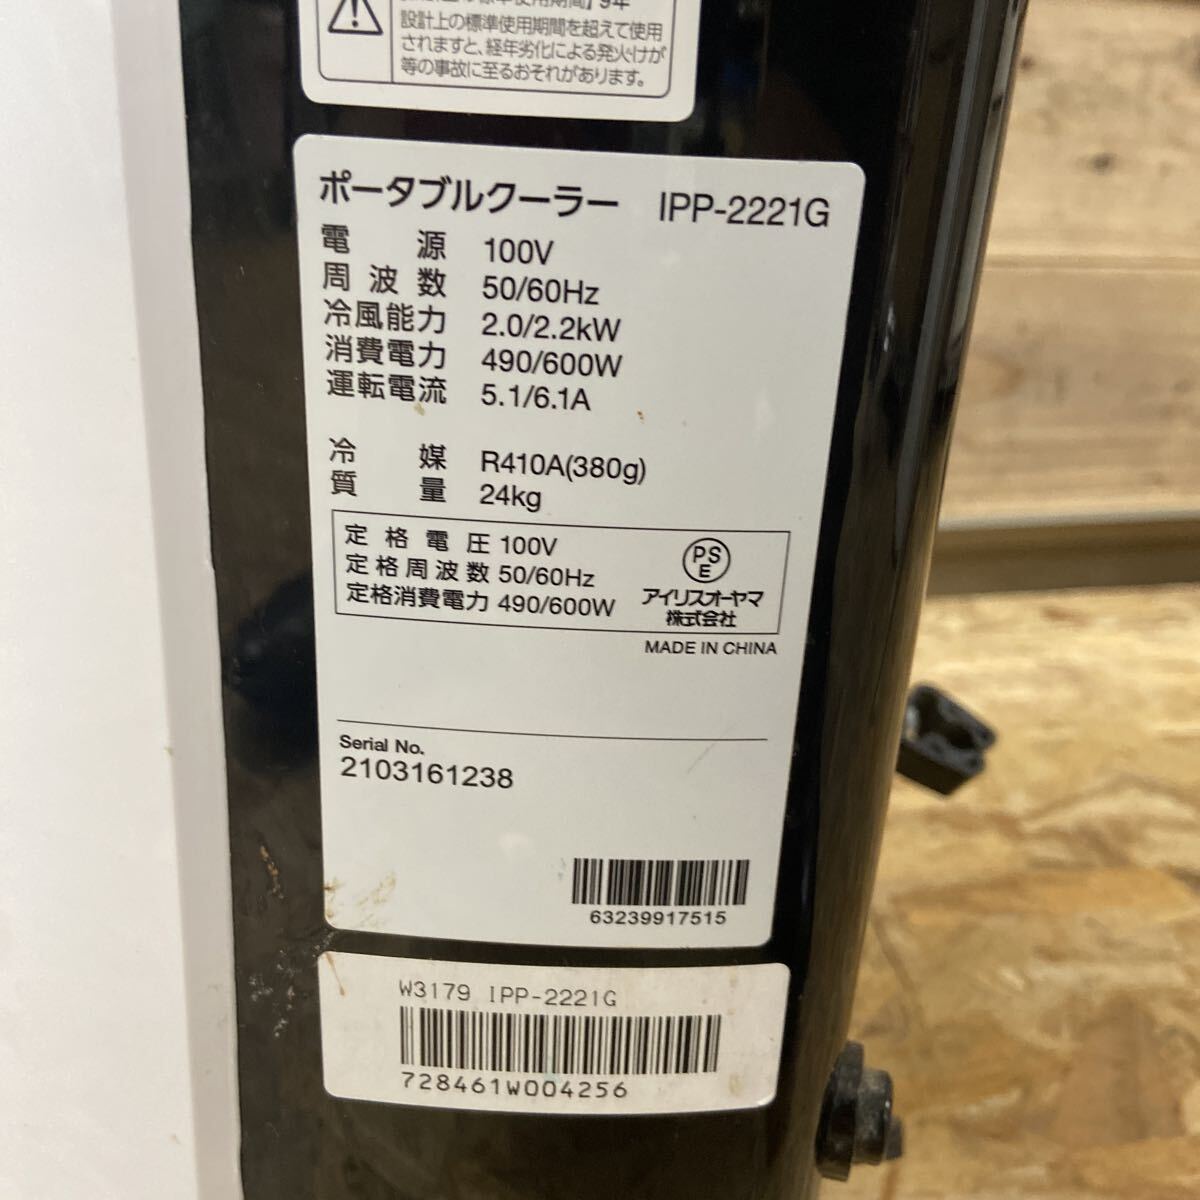 設計上の標準使用期間を超えて使用
されますと、経年劣化による発火けが
等の事故に至るおそれがあります。
ポータブルクーラー IPP-2221G
電源 100V
周波数 50/60Hz
冷風能力 2.0/2.2kW
消費電力 490/600W
運転電流 5.1/6.1A
冷媒 R410A(380g)
質量 24kg
定格電圧 100V
定格周波数 50/60Hz
定格消費電力 490/600W
PS
E
アイリスオーヤマ
株式会社
MADE IN CHINA
Serial No.
2103161238
63239917515
W3179 IPP-2221G
728461W004256